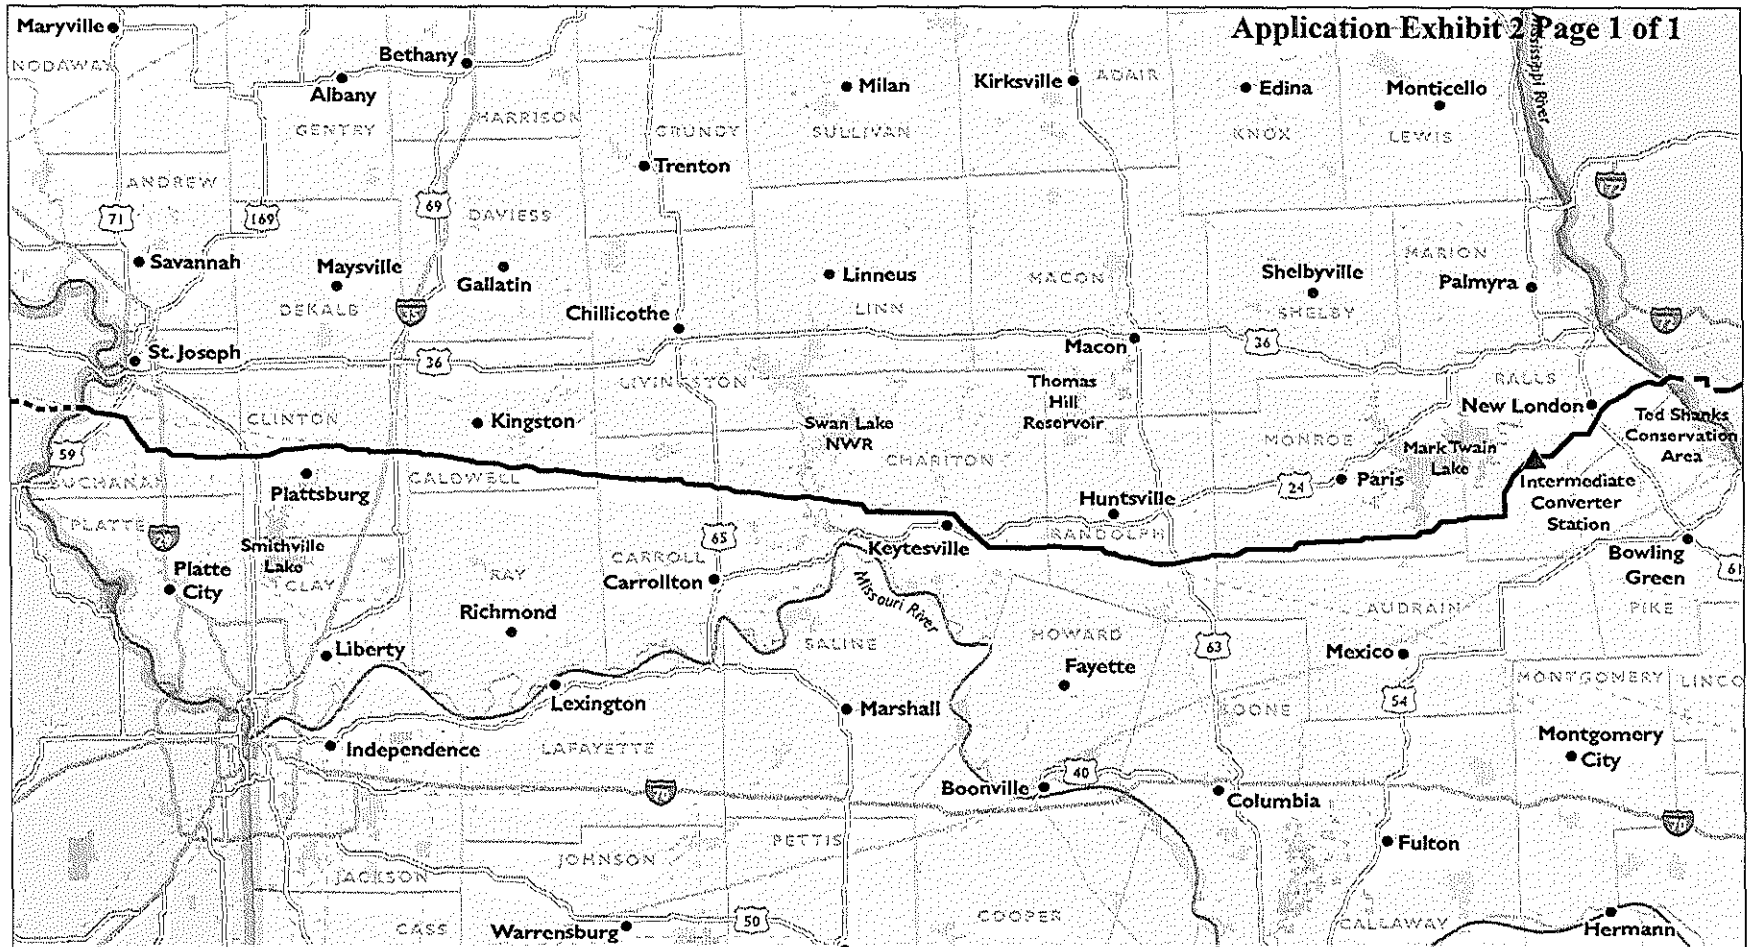 Application Exhibit 2 Page 1 of 1
Mississippi River
Maryville
NODAWAY
Bethany
Albany
GENTRY
HARRISON
GRUNDY
Milan
SULLIVAN
Kirksville
ADAIR
Edina
KNOX
Monticello
LEWIS
Trenton
ANDREW
71
169
69
DAVIESS
Savannah
Maysville
DEKALB
Gallatin
Chillicothe
Linneus
LINN
MACON
Shelbyville
SHELBY
MARION
Palmyra
St. Joseph
36
Macon
36
LIVINGSTON
Thomas
Hill
Reservoir
RALLS
New London
CLINTON
Kingston
Swan Lake
NWR
CHARITON
MONROE
Mark Twain
Lake
Ted Shanks
Conservation
Area
59
BUCHANAN
Plattsburg
CALDWELL
Huntsville
24
Paris
Intermediate
Converter
Station
PLATTE
Smithville
Lake
65
Keytesville
RANDOLPH
Bowling
Green
61
Platte
City
CLAY
RAY
CARROLL
Carrollton
Missouri River
AUDRAIN
PIKE
Richmond
HOWARD
Liberty
SALINE
63
Mexico
Fayette
MONTGOMERY
LINCO
Lexington
Marshall
BOONE
54
Independence
LAFAYETTE
Montgomery
City
Boonville
40
Columbia
PETTIS
JOHNSON
Fulton
JACKSON
CASS
Warrensburg
50
COOPER
CALLAWAY
Hermann